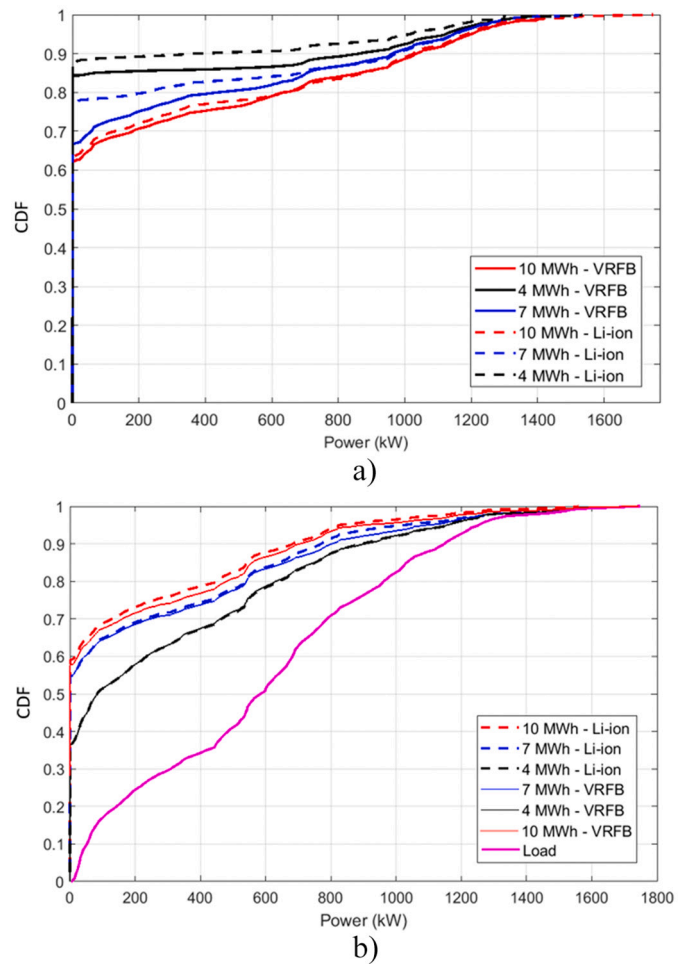 1
0.9
0.8
0.7
0.6
0.5
0.4
0.3
0.2
0.1
0
CDF
10 MWh - VRFB
4 MWh - VRFB
7 MWh - VRFB
10 MWh - Li-ion
7 MWh - Li-ion
4 MWh - Li-ion
0 200 400 600 800 1000 1200 1400 1600
Power (kW)
a)
1
0.9
0.8
0.7
0.6
0.5
0.4
0.3
0.2
0.1
0
CDF
10 MWh - Li-ion
7 MWh - Li-ion
4 MWh - Li-ion
7 MWh - VRFB
4 MWh - VRFB
10 MWh - VRFB
Load
0 200 400 600 800 1000 1200 1400 1600 1800
Power (kW)
b)